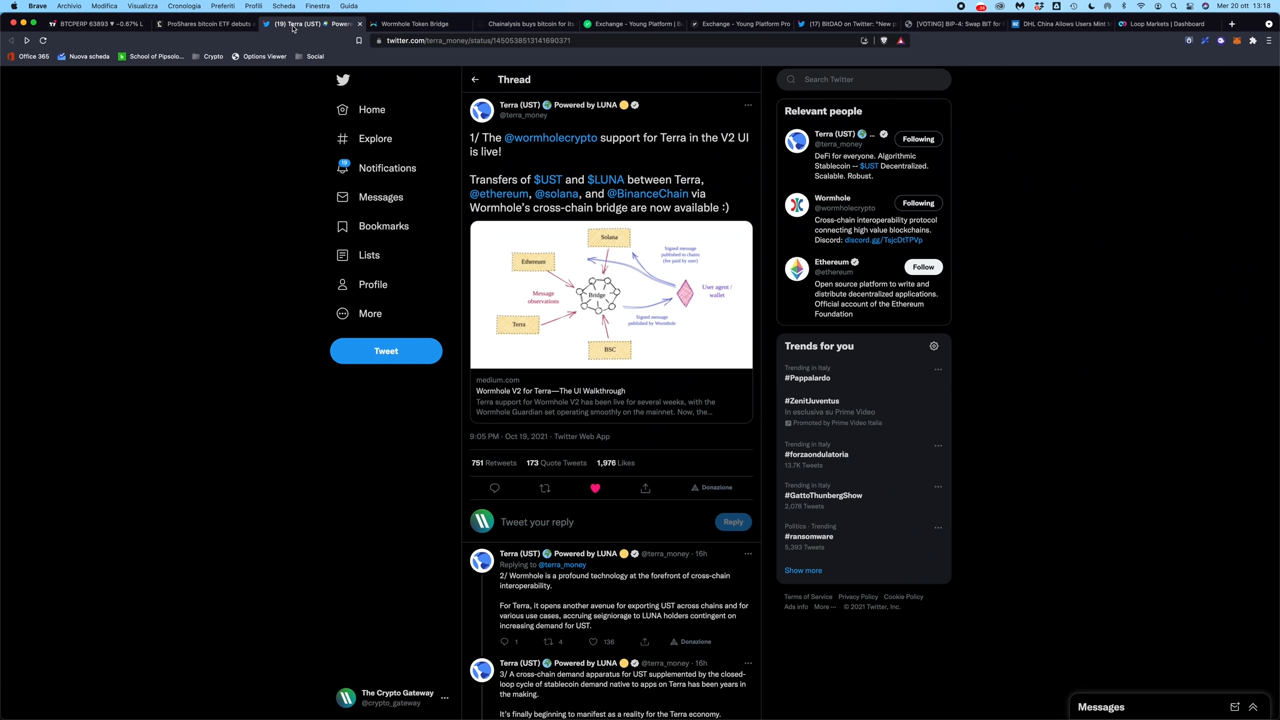 Brave Archivio Modifica Visualizza Cronologia Preferiti Profili Scheda Finestra Guida
Mer 20 ott 13:18
BTCPERP 63893 ▼−0.67% L
ProShares bitcoin ETF debuts
(19) Terra (UST) Powere
Wormhole Token Bridge
Chainalysis buys bitcoin for its
Exchange - Young Platform | B
Exchange - Young Platform Pro
(17) BitDAO on Twitter: "New p
[VOTING] BIP-4: Swap BIT for
DHL China Allows Users Mint
Loop Markets | Dashboard
twitter.com/terra_money/status/1450538513141690371
Office 365
Nuova scheda
School of Pipsolo...
Crypto
Options Viewer
Social
Home
Explore
19
Notifications
Messages
Bookmarks
Lists
Profile
More
Tweet
The Crypto Gateway
@crypto_gateway
Thread
Terra (UST) Powered by LUNA
@terra_money
1/ The @wormholecrypto support for Terra in the V2 UI
is live!
Transfers of $UST and $LUNA between Terra,
@ethereum, @solana, and @BinanceChain via
Wormhole's cross-chain bridge are now available :)
Solana
Signed message
published to chains
(fee paid by user)
Ethereum
Message
observations
Bridge
User agent /
wallet
Terra
Signed message
published by Wormhole
BSC
medium.com
Wormhole V2 for Terra—The UI Walkthrough
Terra support for Wormhole V2 has been live for several weeks, with the
Wormhole Guardian set operating smoothly on the mainnet. Now, the...
9:05 PM · Oct 19, 2021 · Twitter Web App
751 Retweets 173 Quote Tweets 1,976 Likes
Donazione
Tweet your reply
Reply
Terra (UST) Powered by LUNA @terra_money · 16h
Replying to @terra_money
2/ Wormhole is a profound technology at the forefront of cross-chain
interoperability.
For Terra, it opens another avenue for exporting UST across chains and for
various use cases, accruing seigniorage to LUNA holders contingent on
increasing demand for UST.
1 4 136 Donazione
Terra (UST) Powered by LUNA @terra_money · 16h
3/ A cross-chain demand apparatus for UST supplemented by the closed-
loop cycle of stablecoin demand native to apps on Terra has been years in
the making.
It's finally beginning to manifest as a reality for the Terra economy.
Search Twitter
Relevant people
Terra (UST) ...
@terra_money
Following
DeFi for everyone. Algorithmic
Stablecoin -- $UST Decentralized.
Scalable. Robust.
Wormhole
@wormholecrypto
Following
Cross-chain interoperability protocol
connecting high value blockchains.
Discord: discord.gg/TsjcDtTPVp
Ethereum
@ethereum
Follow
Open source platform to write and
distribute decentralized applications.
Official account of the Ethereum
Foundation
Trends for you
Trending in Italy
#Pappalardo
#ZenitJuventus
In esclusiva su Prime Video
Promoted by Prime Video Italia
Trending in Italy
#forzaondulatoria
13.7K Tweets
Trending in Italy
#GattoThunbergShow
2,078 Tweets
Politics · Trending
#ransomware
5,393 Tweets
Show more
Terms of Service Privacy Policy Cookie Policy
Ads info More ··· © 2021 Twitter, Inc.
Messages